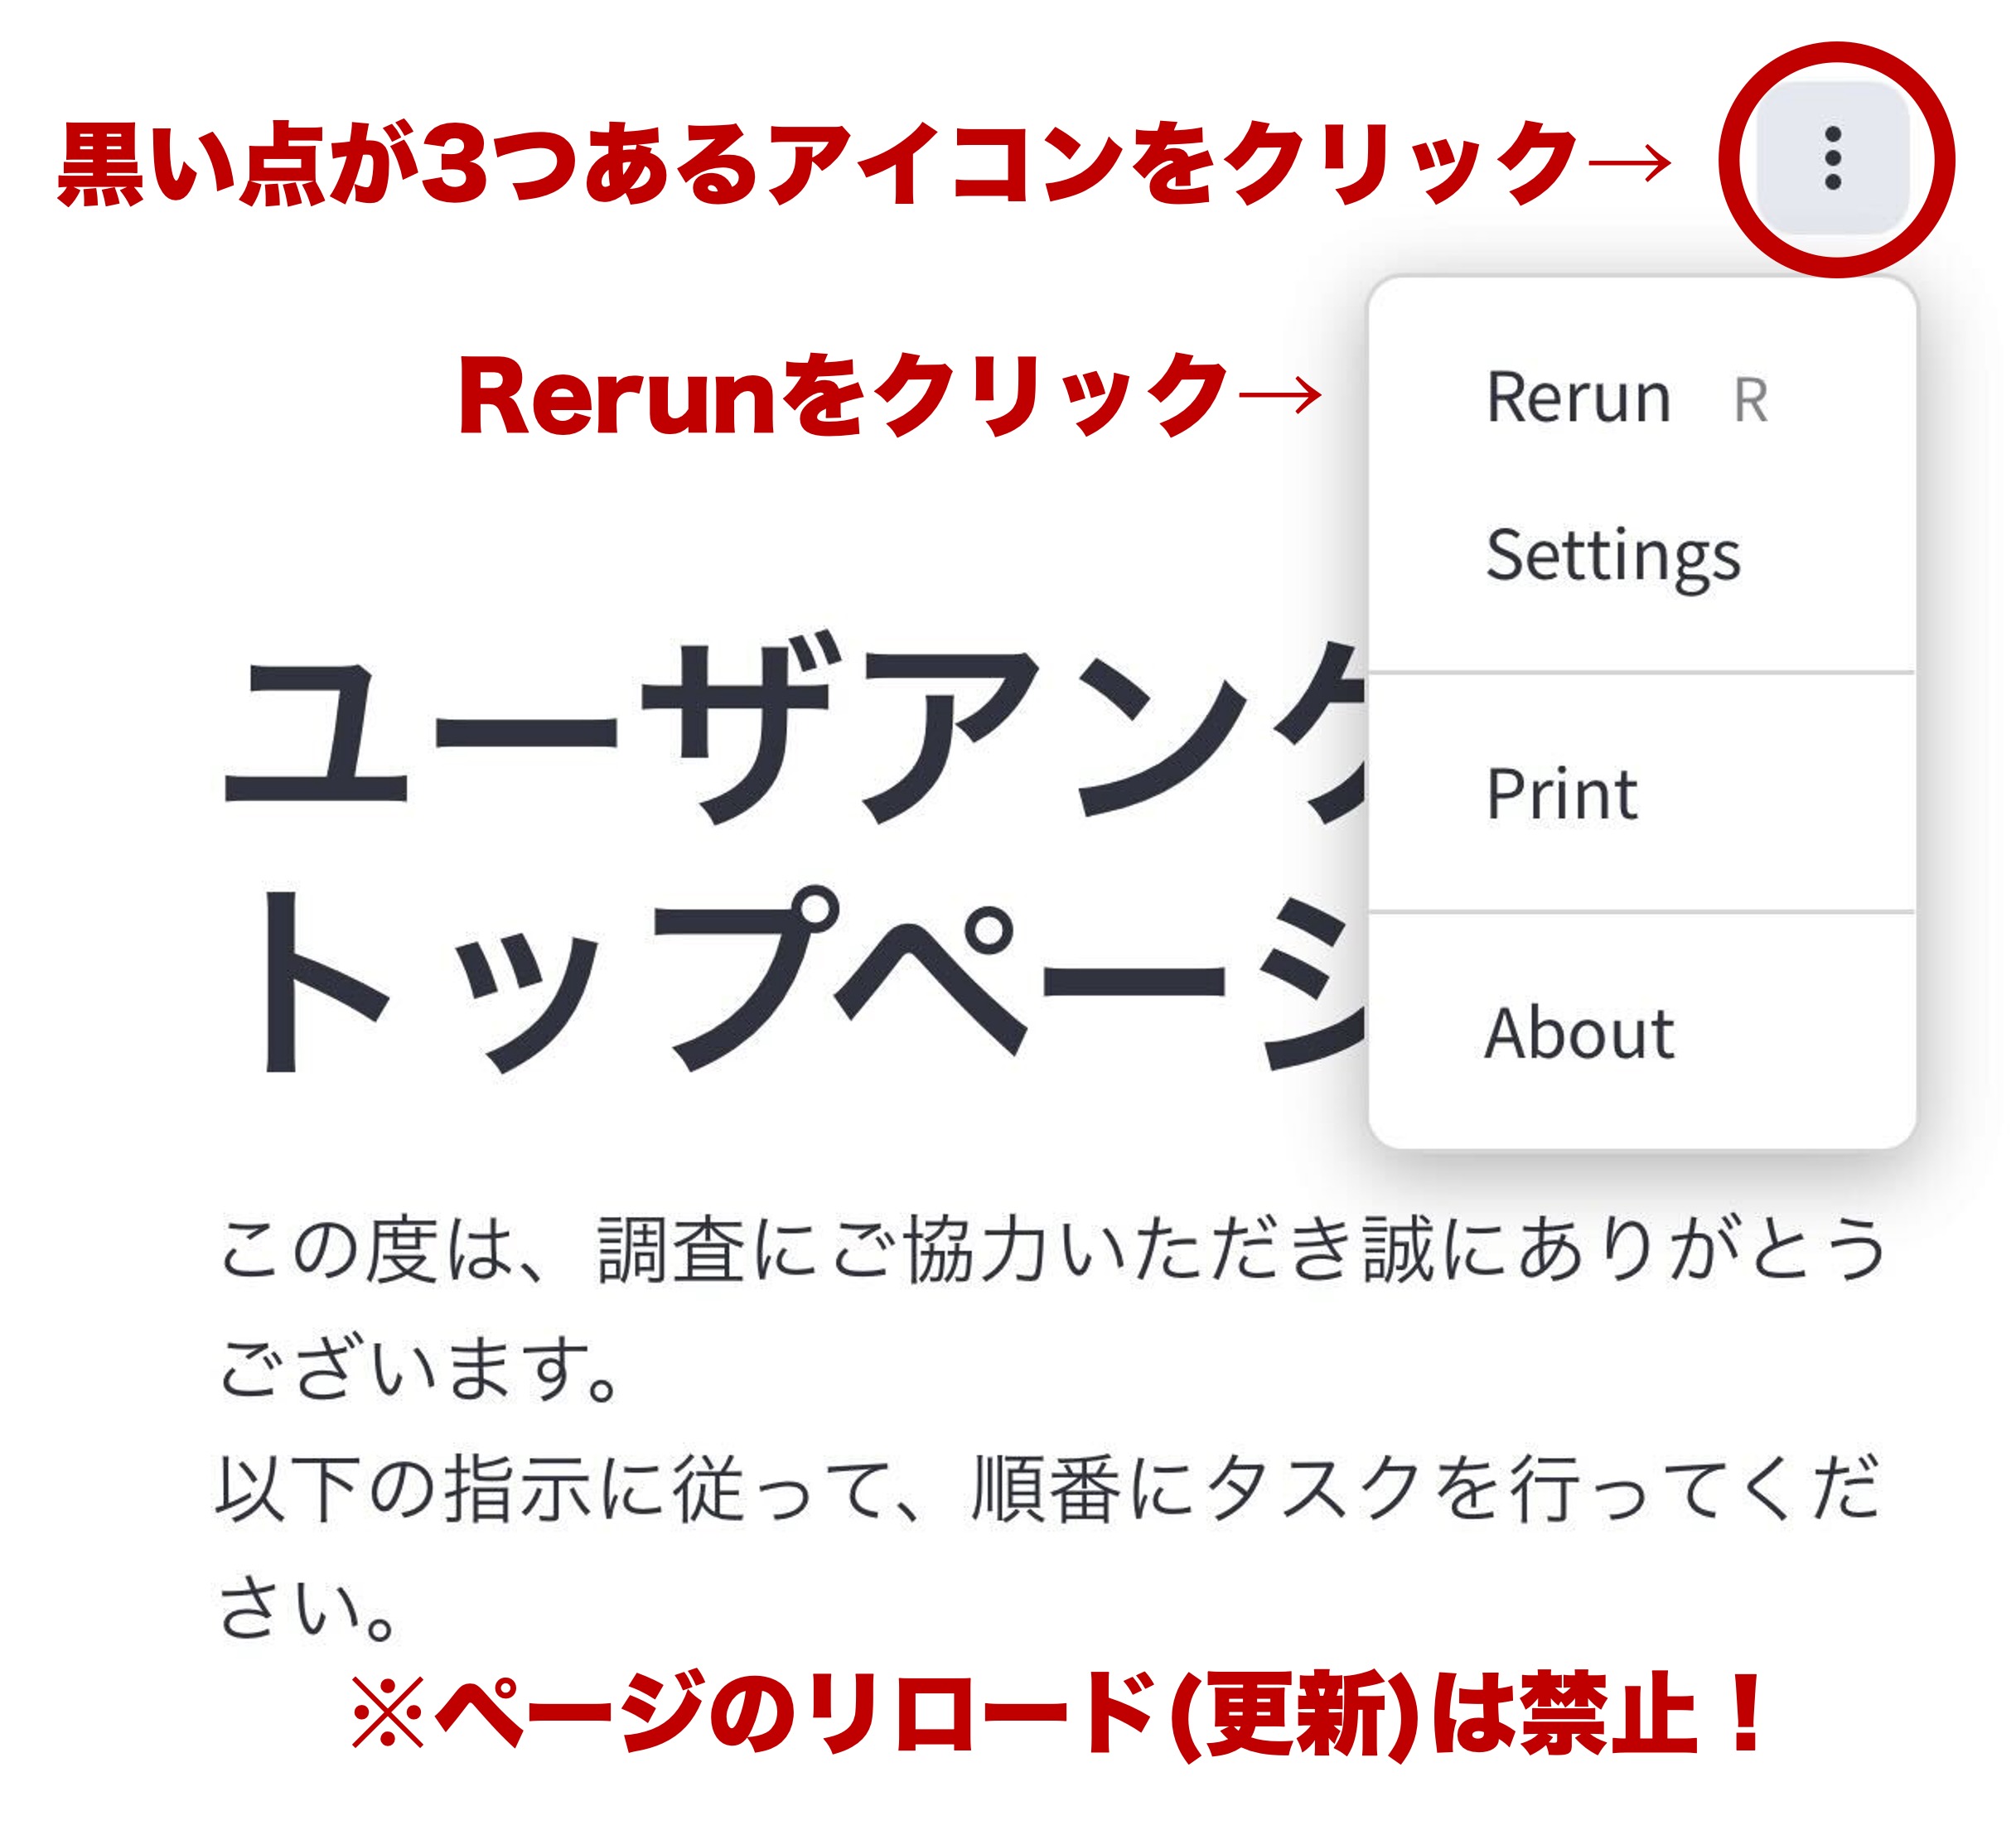 黒い点が3つあるアイコンをクリック→
Rerunをクリック→
Rerun R
Settings
Print
About
ユーザアンケ
トップページ
この度は、調査にご協力いただき誠にありがとう
ございます。
以下の指示に従って、順番にタスクを行ってくだ
さい。
※ページのリロード(更新)は禁止！